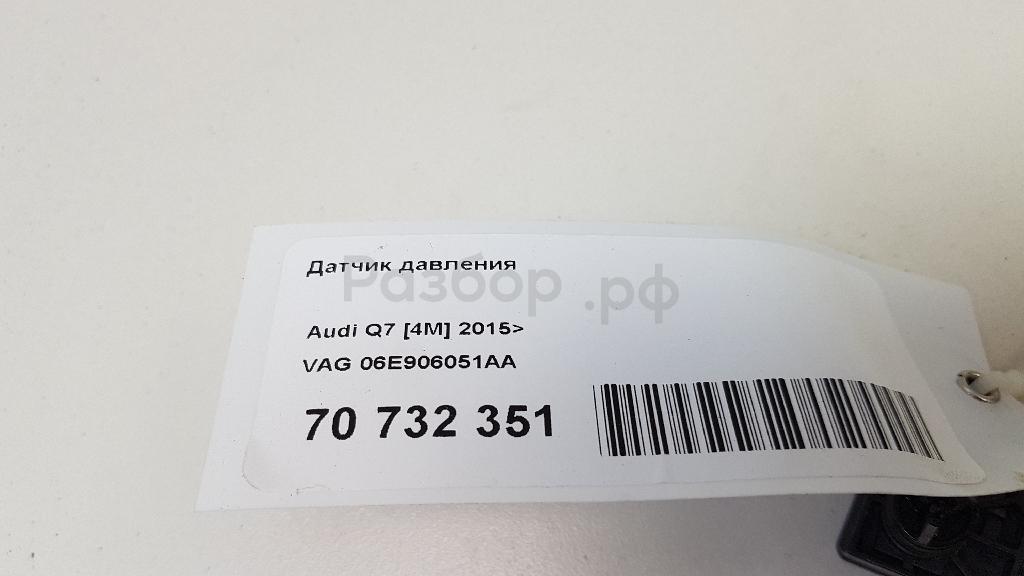 Датчик давления
Разбор.рф
Audi Q7 [4M] 2015>
VAG 06E906051AA
70 732 351